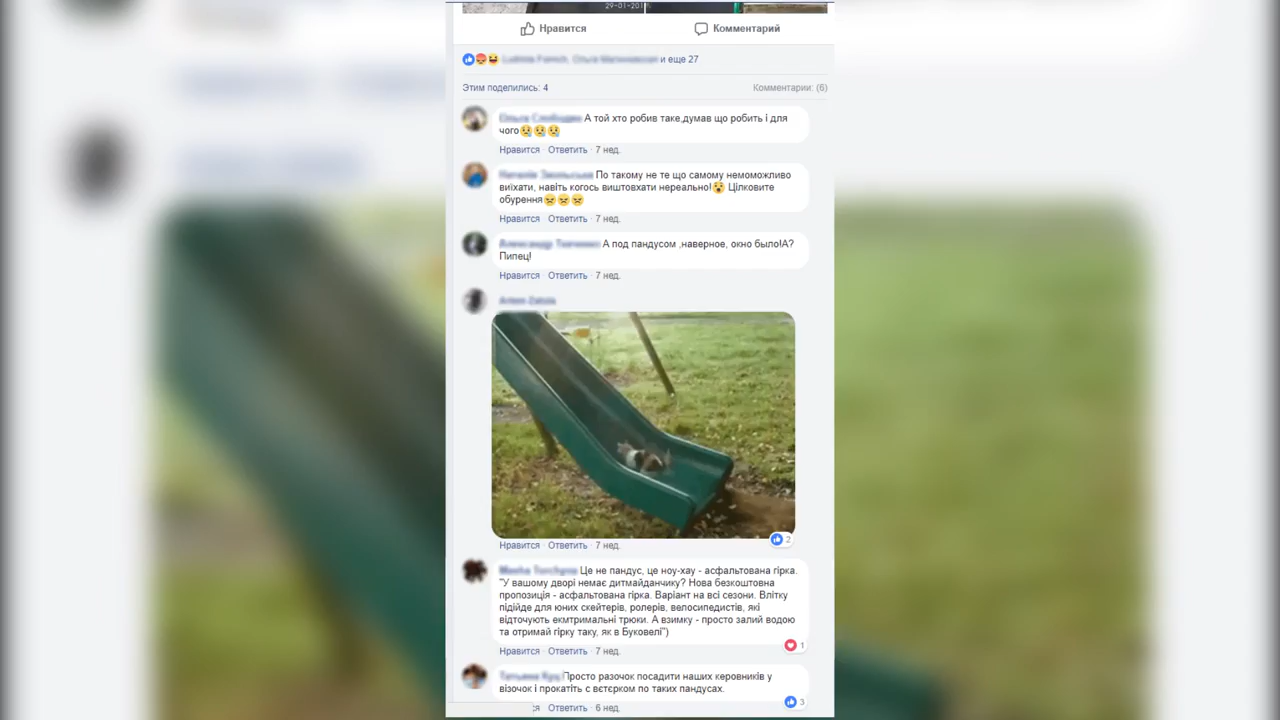 29-01-201
Нравится
Комментарий
и еще 27
Этим поделились: 4
Комментарии: (6)
А той хто робив таке,думав що робить і для
чого
Нравится · Ответить · 7 нед.
По такому не те що самому немоможливо
виїхати, навіть когось виштовхати нереально! Цілковите
обурення
Нравится · Ответить · 7 нед.
А под пандусом ,наверное, окно было!А?
Пипец!
Нравится · Ответить · 7 нед.
2
Нравится · Ответить · 7 нед.
Це не пандус, це ноу-хау - асфальтована гірка.
"У вашому дворі немає дитмайданчику? Нова безкоштовна
пропозиція - асфальтована гірка. Варіант на всі сезони. Влітку
підійде для юних скейтерів, ролерів, велосипедистів, які
відточують екмтримальні трюки. А взимку - просто залий водою
та отримай гірку таку, як в Буковелі")
1
Нравится · Ответить · 7 нед.
Просто разочок посадити наших керовників у
візочок і прокатіть с вєтєрком по таких пандусах.
3
ся · Ответить · 6 нед.